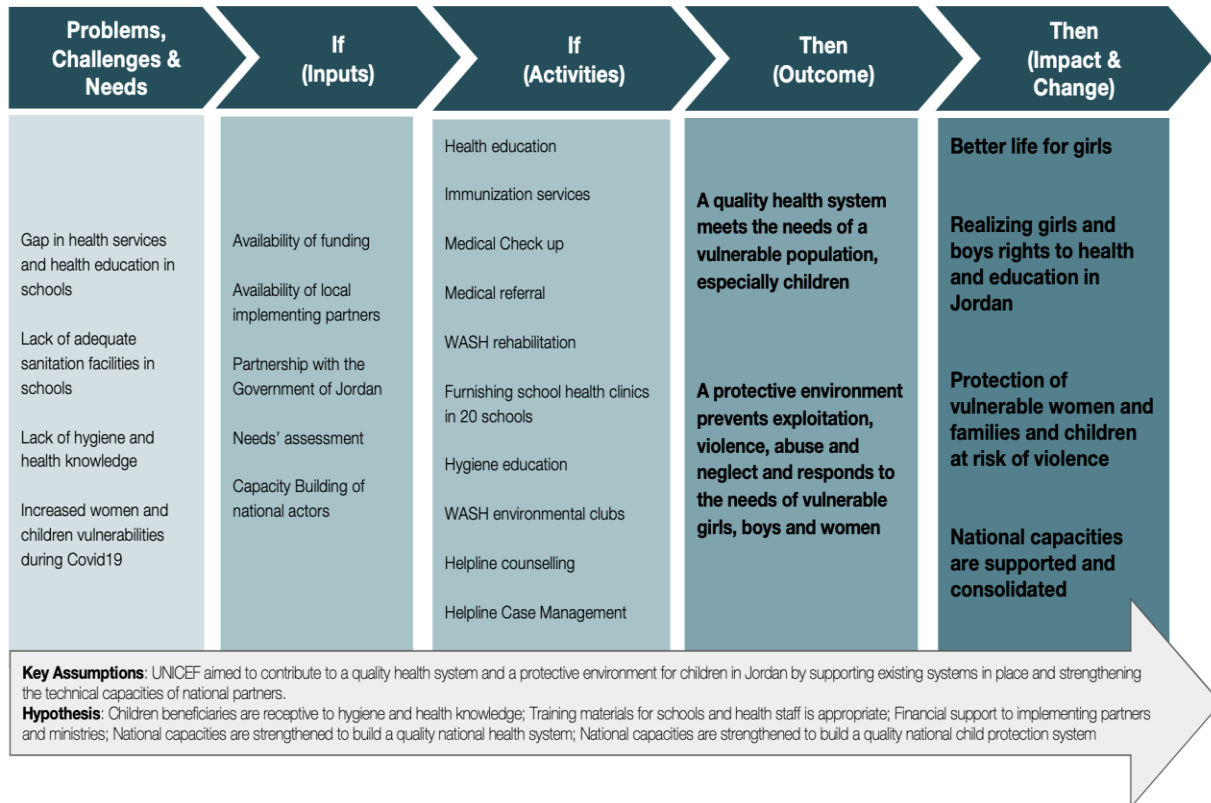 Problems,
Challenges &
Needs
If
(Inputs)
If
(Activities)
Then
(Outcome)
Then
(Impact &
Change)
Gap in health services
and health education in
schools
Lack of adequate
sanitation facilities in
schools
Lack of hygiene and
health knowledge
Increased women and
children vulnerabilities
during Covid19
Availability of funding
Availability of local
implementing partners
Partnership with the
Government of Jordan
Needs' assessment
Capacity Building of
national actors
Health education
Immunization services
Medical Check up
Medical referral
WASH rehabilitation
Furnishing school health clinics
in 20 schools
Hygiene education
WASH environmental clubs
Helpline counselling
Helpline Case Management
A quality health system
meets the needs of a
vulnerable population,
especially children
A protective environment
prevents exploitation,
violence, abuse and
neglect and responds to
the needs of vulnerable
girls, boys and women
Better life for girls
Realizing girls and
boys rights to health
and education in
Jordan
Protection of
vulnerable women and
families and children
at risk of violence
National capacities
are supported and
consolidated
Key Assumptions: UNICEF aimed to contribute to a quality health system and a protective environment for children in Jordan by supporting existing systems in place and strengthening
the technical capacities of national partners.
Hypothesis: Children beneficiaries are receptive to hygiene and health knowledge; Training materials for schools and health staff is appropriate; Financial support to implementing partners
and ministries; National capacities are strengthened to build a quality national health system; National capacities are strengthened to build a quality national child protection system